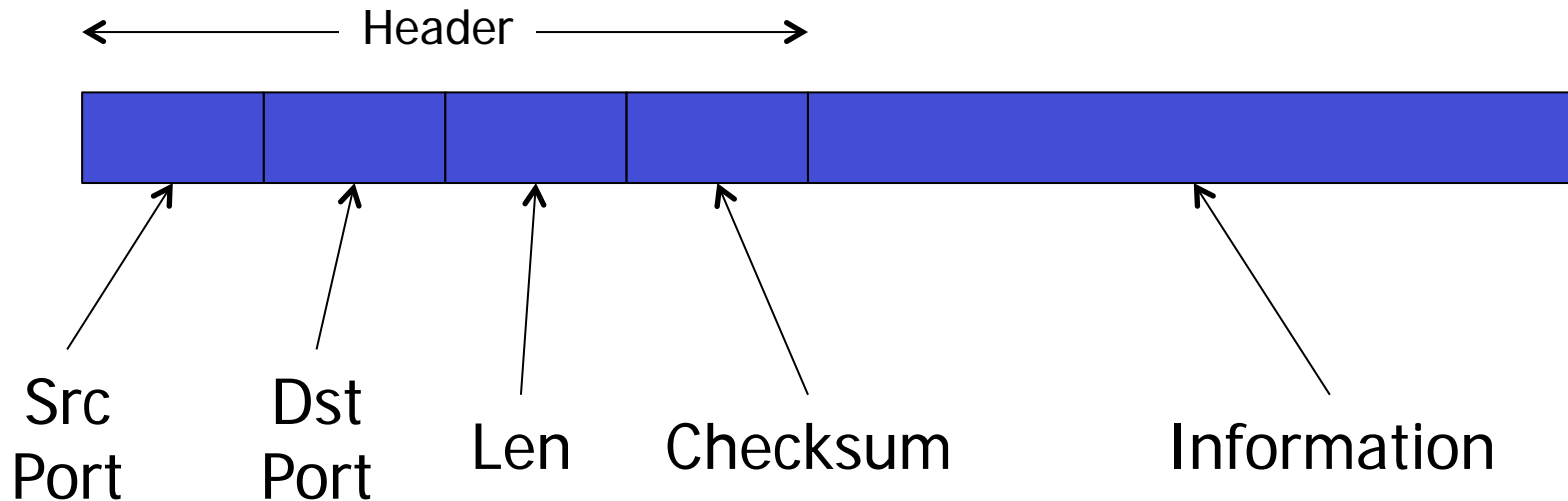 Header
Src
Port
Dst
Port
Len
Checksum
Information